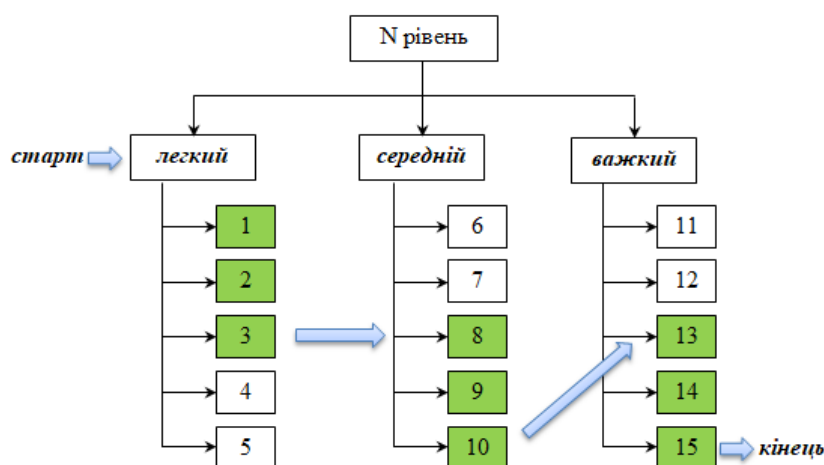 N рівень
старт
легкий
середній
важкий
1
6
11
2
7
12
3
8
13
4
9
14
5
10
15
кінець